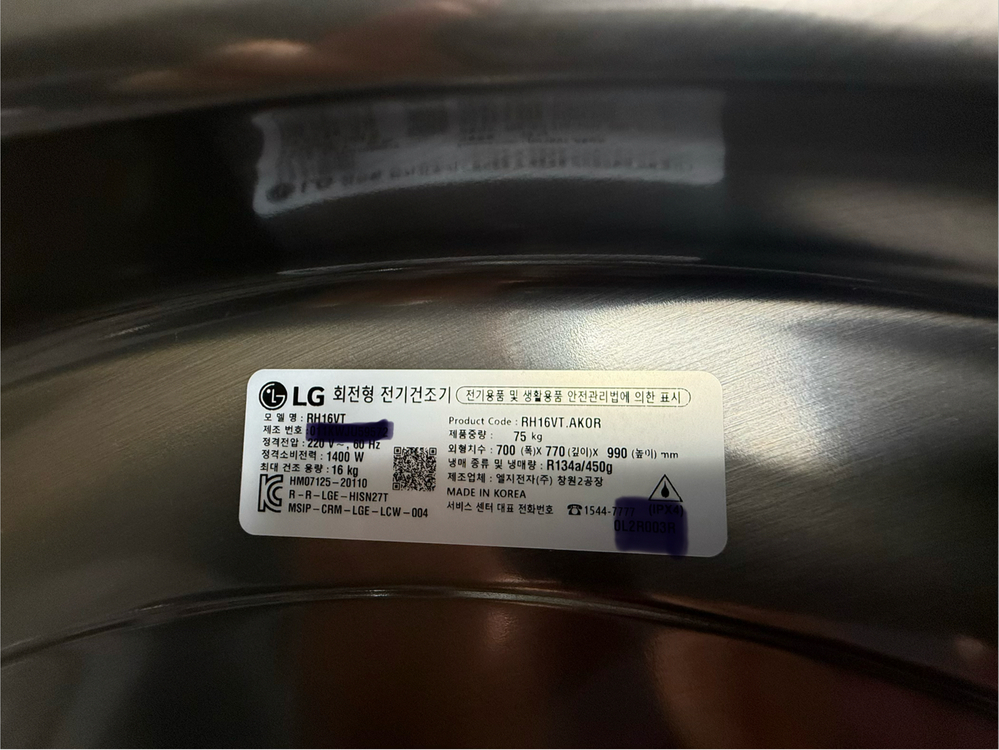 LG 회전형 전기건조기 전기용품 및 생활용품 안전관리법에 의한 표시
모 델 명 : RH16VT
제조 번호
정격전압 : 220 V~, 60 Hz
정격소비전력 : 1400 W
최대 건조 용량 : 16 kg
HM07125-20110
R-R-LGE-HISN27T
MSIP-CRM-LGE-LCW-004
Product Code : RH16VT.AKOR
제품중량 : 75 kg
외형치수 : 700 (폭)X 770 (깊이)X 990 (높이) mm
냉매 종류 및 냉매량 : R134a/450g
제조업체 : 엘지전자(주) 창원2공장
MADE IN KOREA
서비스 센터 대표 전화번호 ☎1544-7777
(IPX4)